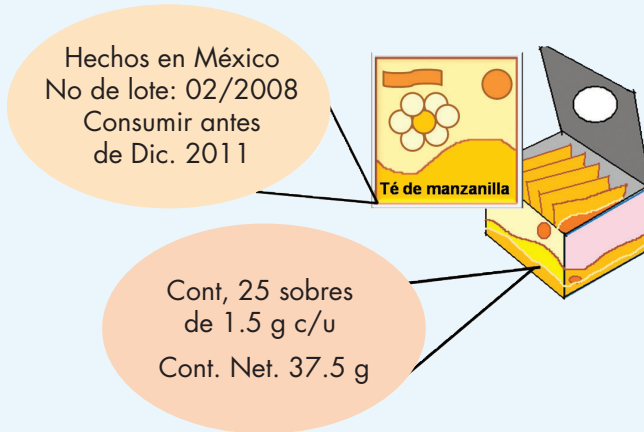 Hechos en México
No de lote: 02/2008
Consumir antes
de Dic. 2011
Té de manzanilla
Cont, 25 sobres
de 1.5 g c/u
Cont. Net. 37.5 g